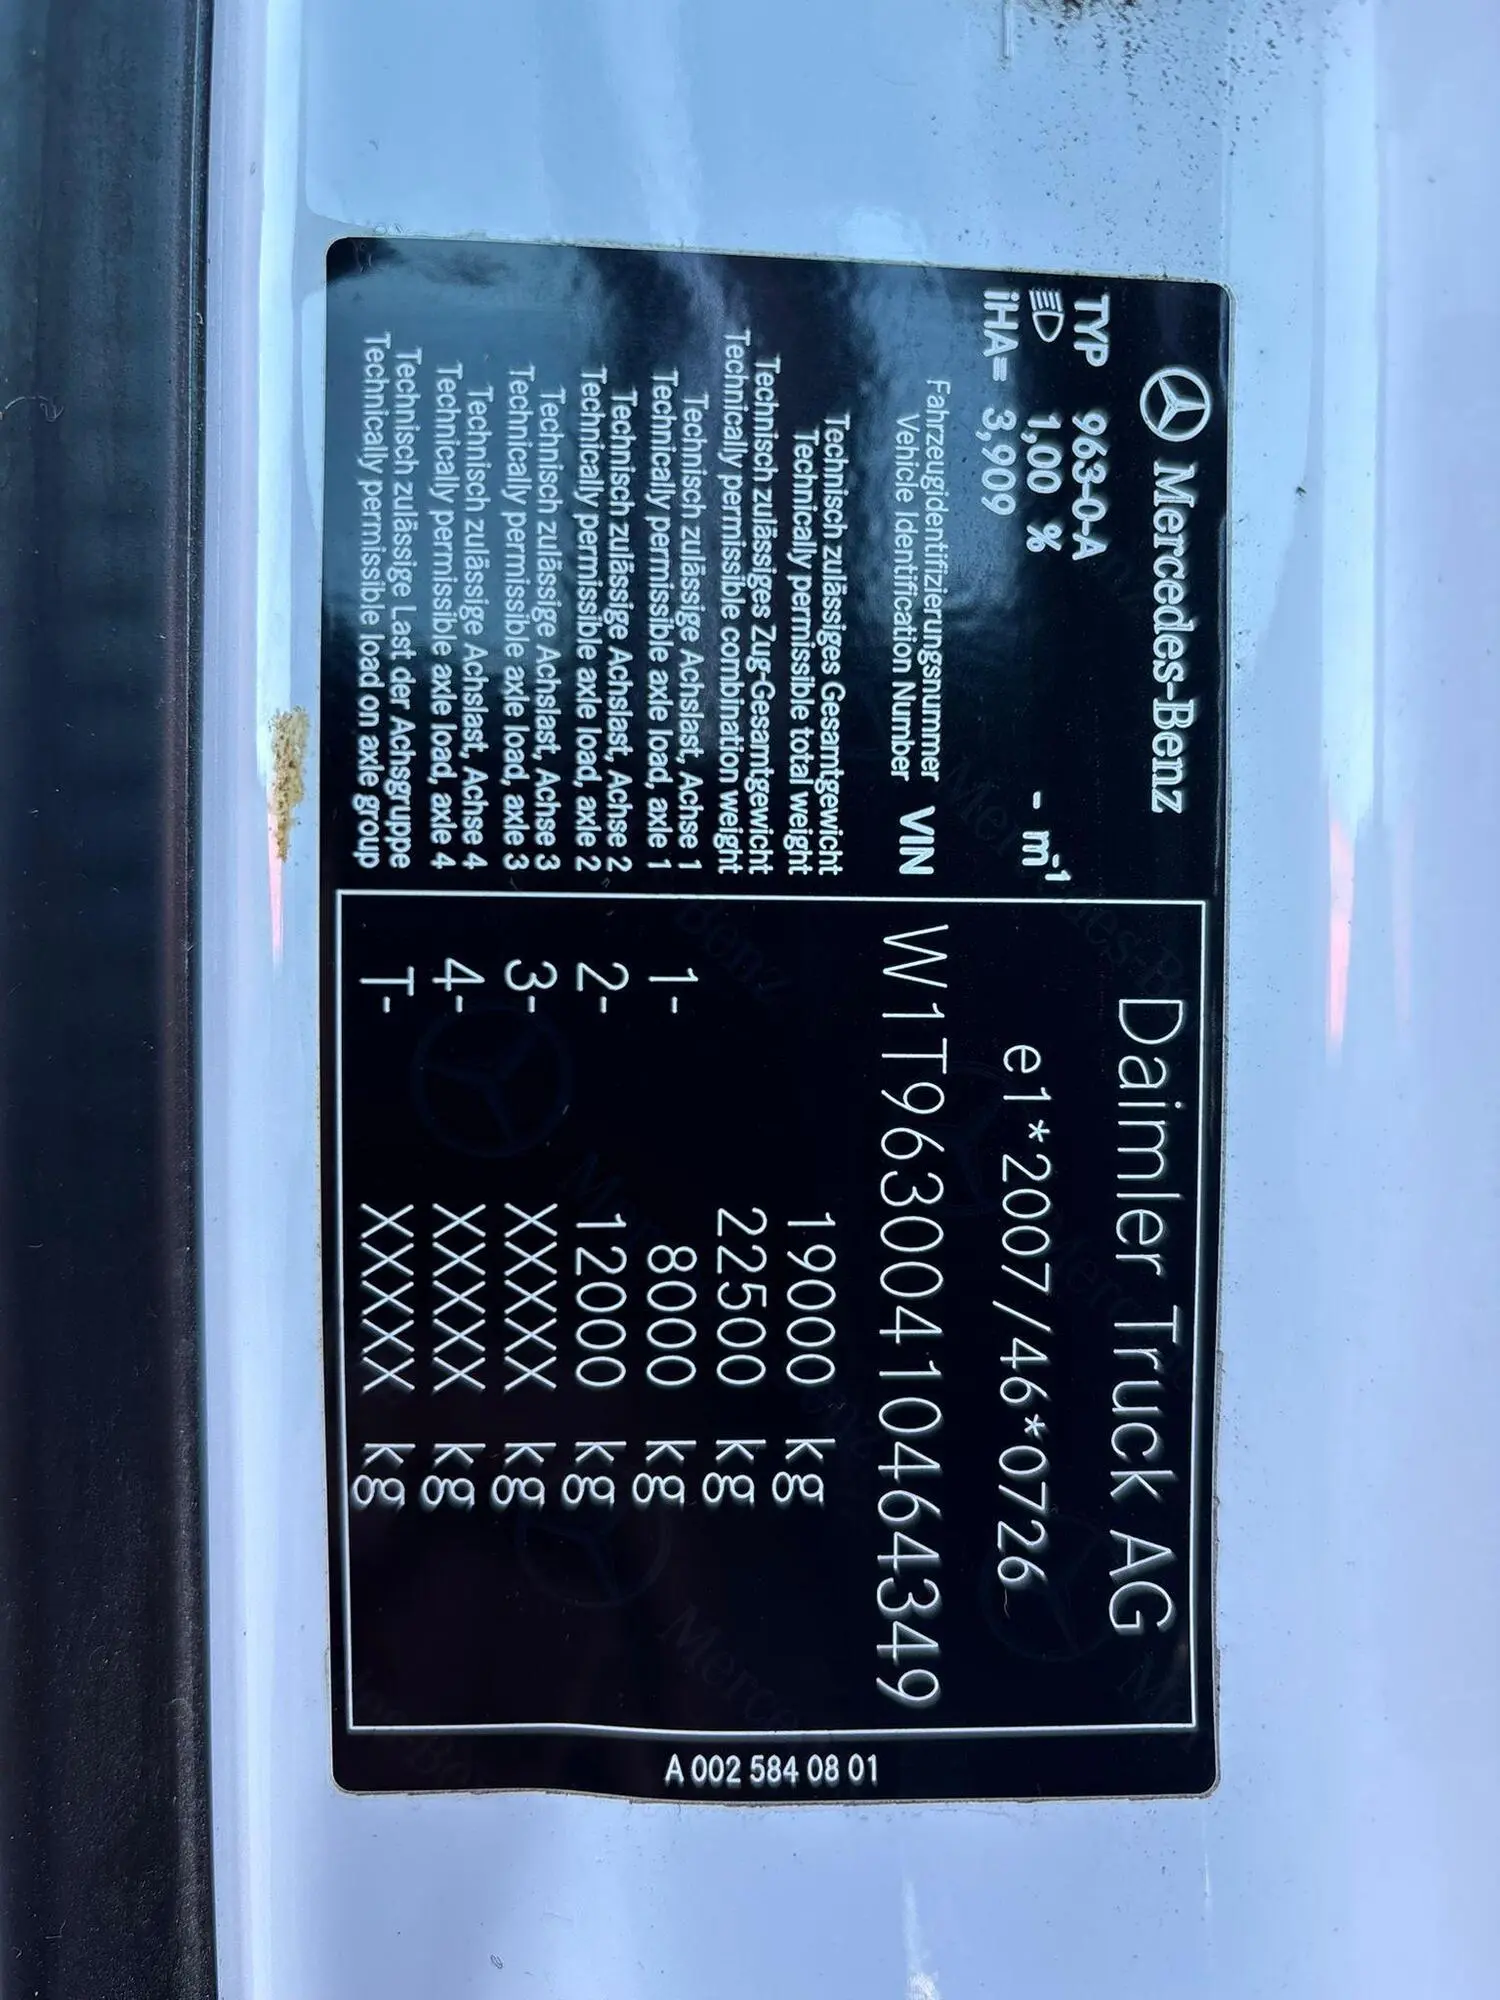 Mercedes-Benz
Daimler Truck AG
TYP 963-0-A
1,00 % - m⁻¹
e1*2007/46*0726
iHA= 3,909
Fahrzeugidentifizierungsnummer
Vehicle Identification Number
VIN
W1T96300410464349
Technisch zulässiges Gesamtgewicht
Technically permissible total weight
19000 kg
Technisch zulässiges Zug-Gesamtgewicht
Technically permissible combination weight
22500 kg
Technisch zulässige Achslast, Achse 1
Technically permissible axle load, axle 1
1- 8000 kg
Technisch zulässige Achslast, Achse 2
Technically permissible axle load, axle 2
2- 12000 kg
Technisch zulässige Achslast, Achse 3
Technically permissible axle load, axle 3
3- XXXXX kg
Technisch zulässige Achslast, Achse 4
Technically permissible axle load, axle 4
4- XXXXX kg
Technisch zulässige Last der Achsgruppe
Technically permissible load on axle group
T- XXXXX kg
A 002 584 08 01